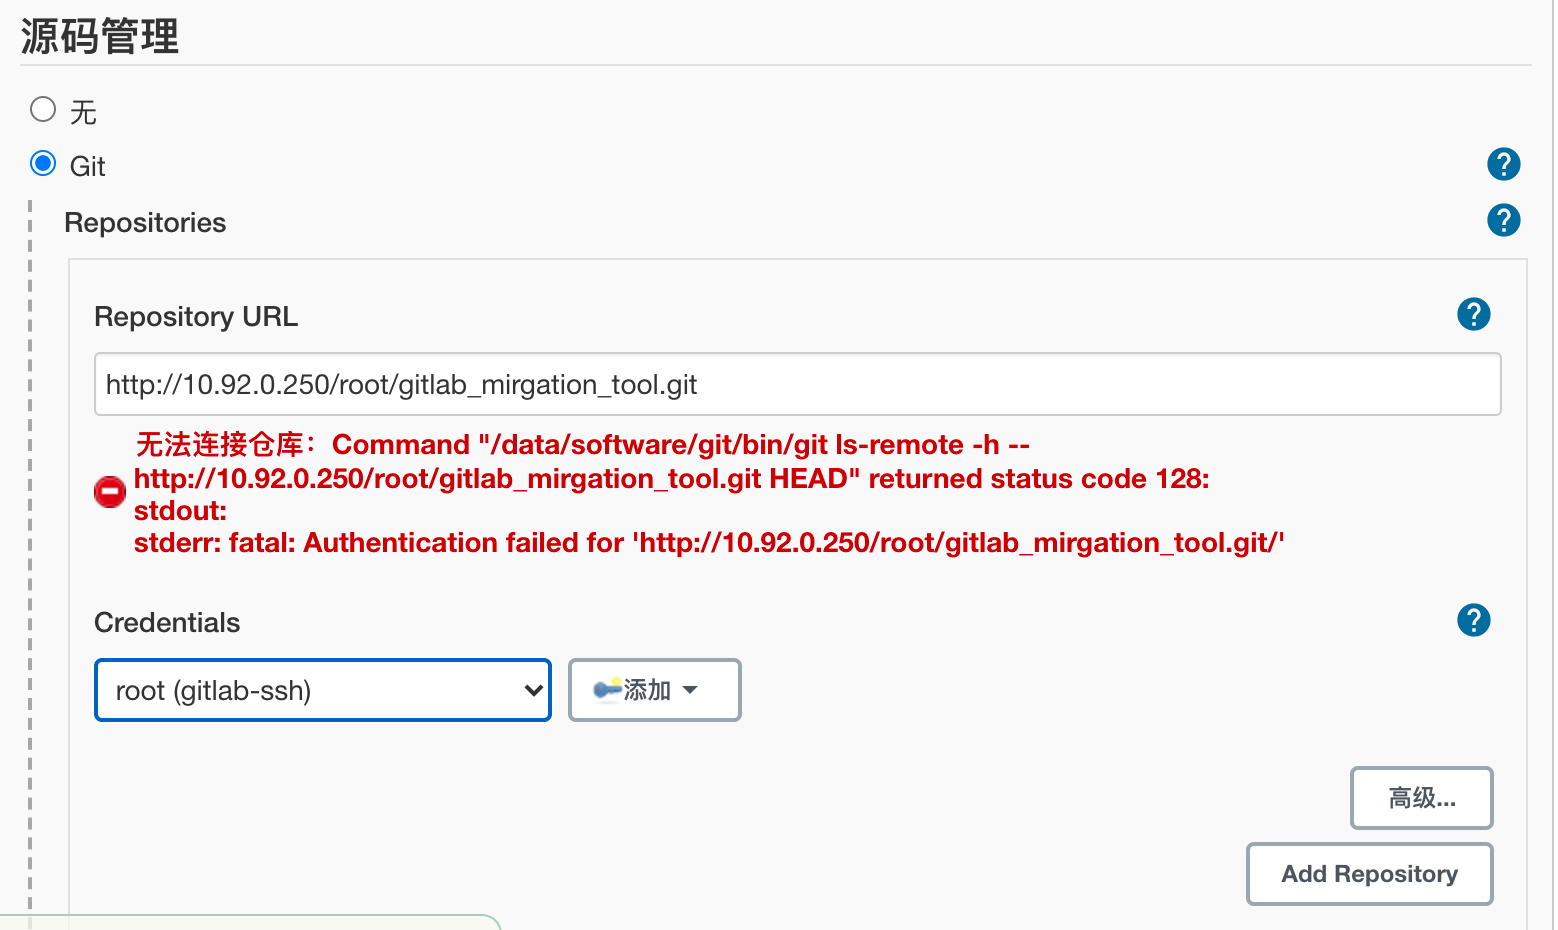 源码管理
无
Git
Repositories
Repository URL
http://10.92.0.250/root/gitlab_mirgation_tool.git
无法连接仓库：Command "/data/software/git/bin/git ls-remote -h --
http://10.92.0.250/root/gitlab_mirgation_tool.git HEAD" returned status code 128:
stdout:
stderr: fatal: Authentication failed for 'http://10.92.0.250/root/gitlab_mirgation_tool.git/'
Credentials
root (gitlab-ssh)
添加
高级...
Add Repository